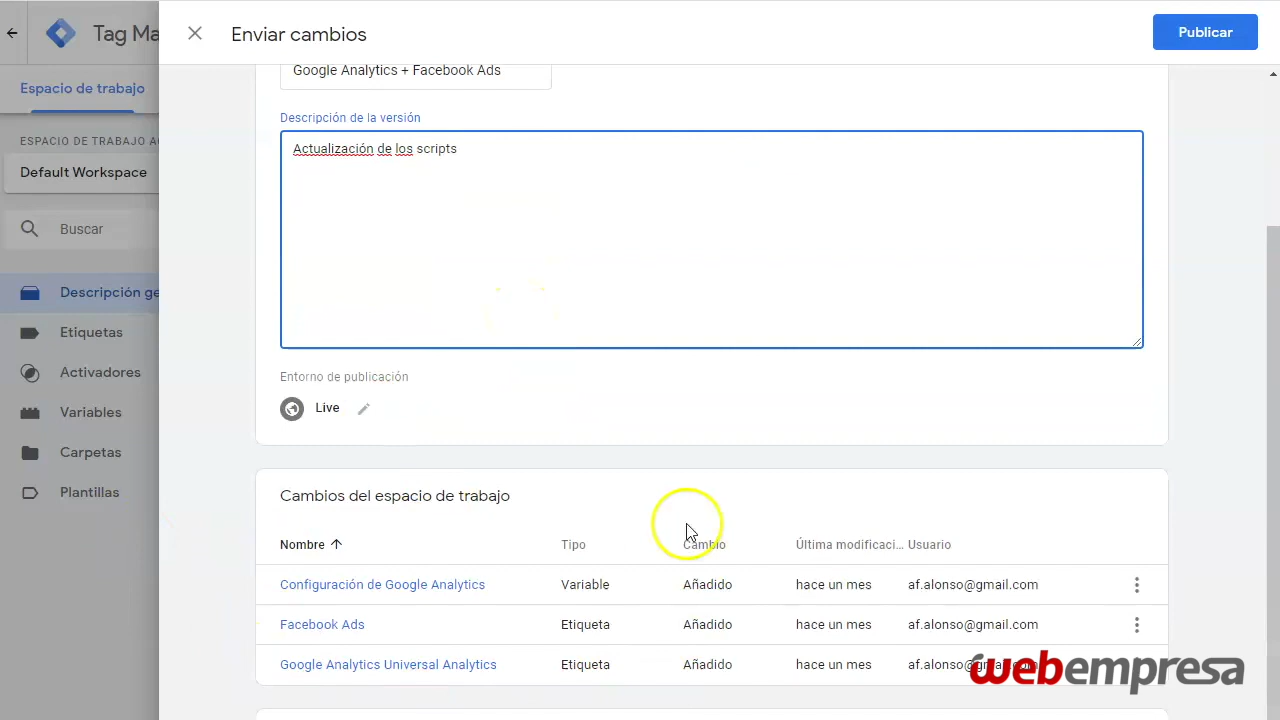 Tag Ma
Enviar cambios
Publicar
Espacio de trabajo
ESPACIO DE TRABAJO A
Default Workspace
Buscar
Descripción ge
Etiquetas
Activadores
Variables
Carpetas
Plantillas
Google Analytics + Facebook Ads
Descripción de la versión
Actualización de los scripts
Entorno de publicación
Live
Cambios del espacio de trabajo
Nombre Tipo Cambio Última modificaci... Usuario
Configuración de Google Analytics Variable Añadido hace un mes af.alonso@gmail.com
Facebook Ads Etiqueta Añadido hace un mes af.alonso@gmail.com
Google Analytics Universal Analytics Etiqueta Añadido hace un mes af.alonso@gmail.com
webempresa